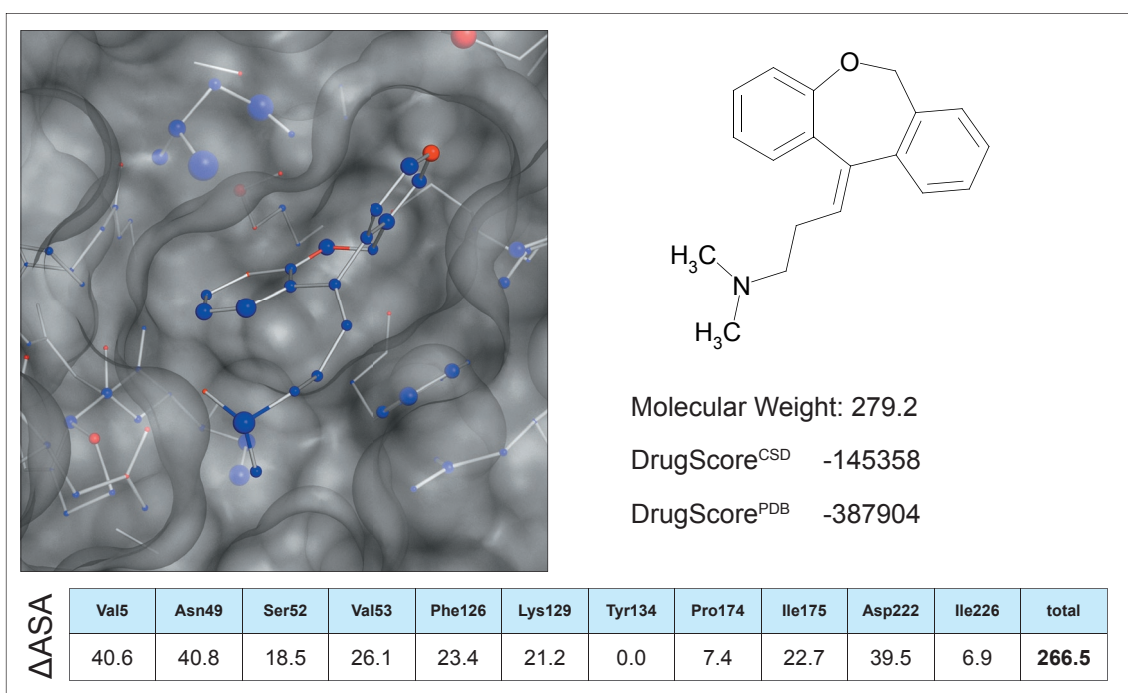 O
H₃C
N
H₃C
Molecular Weight: 279.2
DrugScoreᶜˢᴰ -145358
DrugScoreᴾᴰᴮ -387904
ΔASA
Val5 Asn49 Ser52 Val53 Phe126 Lys129 Tyr134 Pro174 Ile175 Asp222 Ile226 total
40.6 40.8 18.5 26.1 23.4 21.2 0.0 7.4 22.7 39.5 6.9 266.5